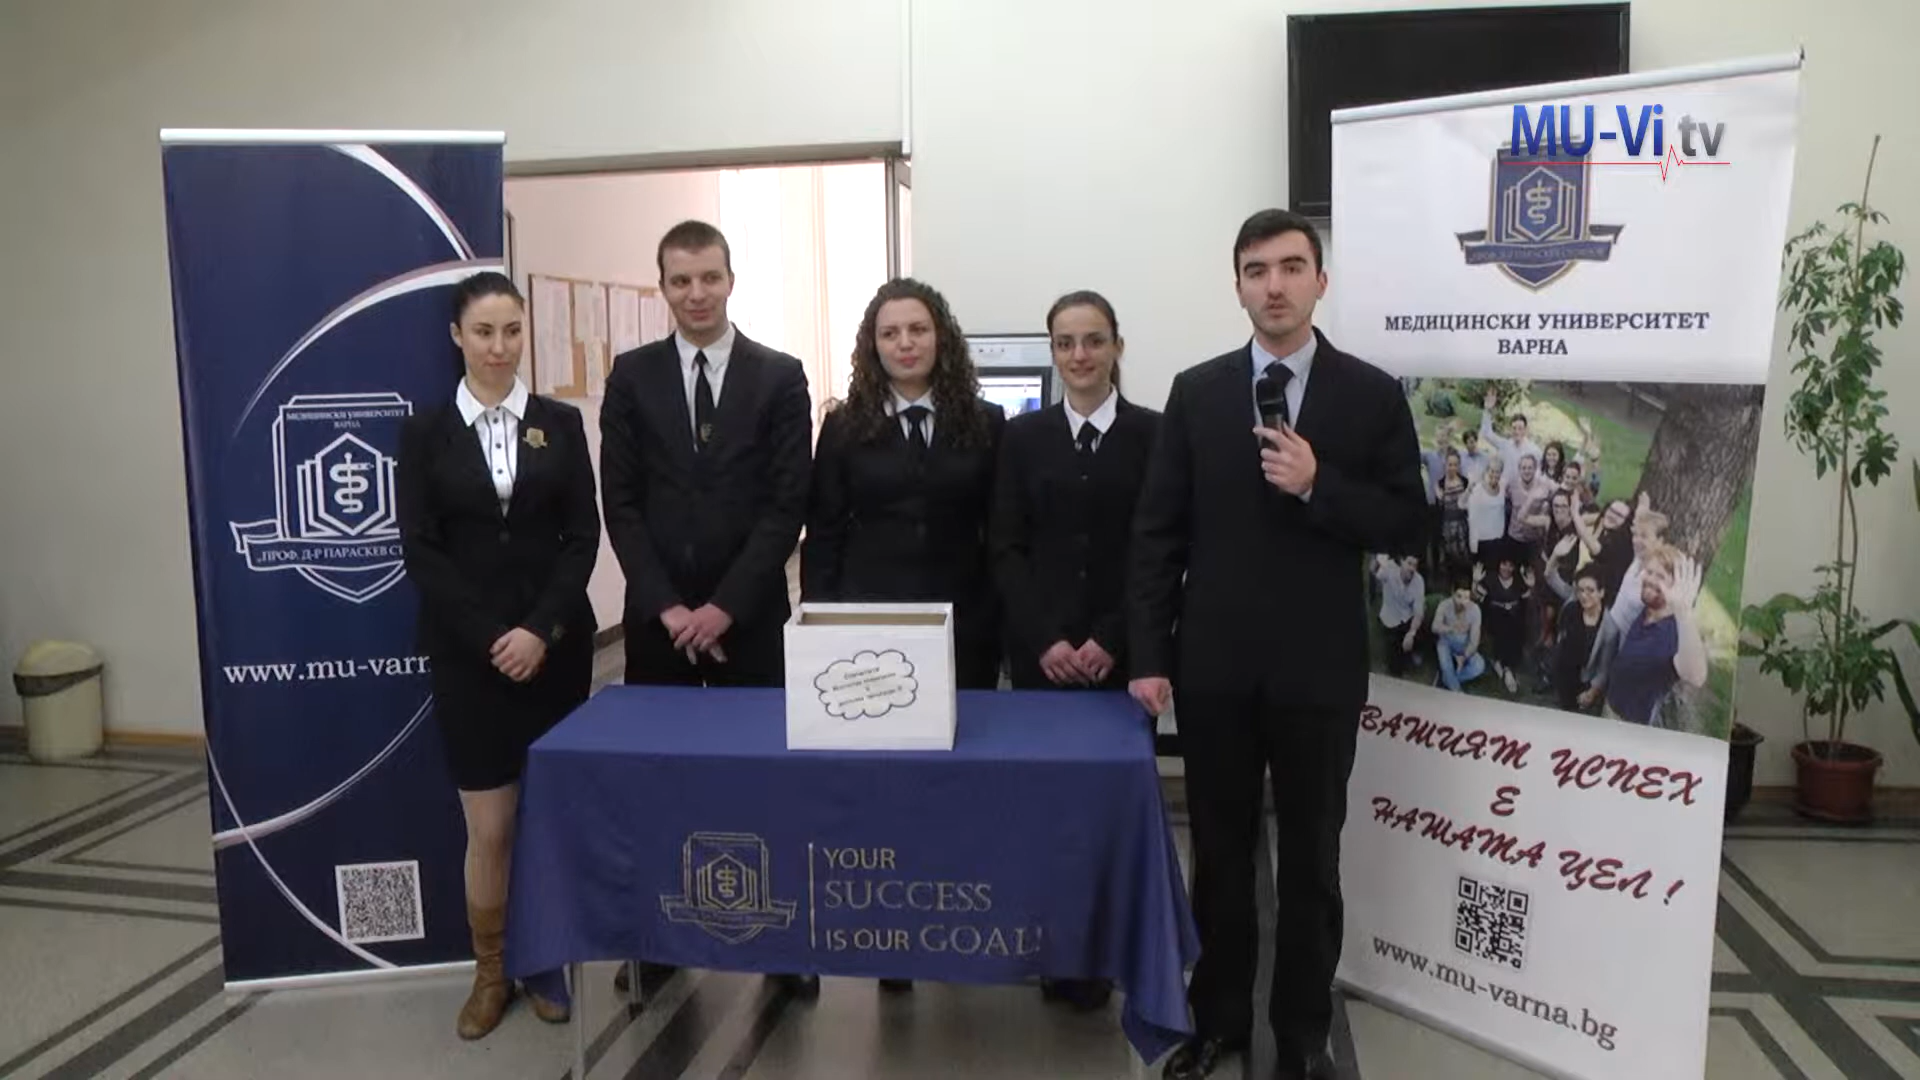 MU-Vi tv
МЕДИЦИНСКИ УНИВЕРСИТЕТ
ВАРНА
„ПРОФ. Д-Р ПАРАСКЕВ
www.mu-varn
МЕДИЦИНСКИ УНИВЕРСИТЕТ
ВАРНА
ВАШИЯТ УСПЕХ
Е
НАШАТА ЦЕЛ !
www.mu-varna.bg
YOUR
SUCCESS
IS OUR GOAL!